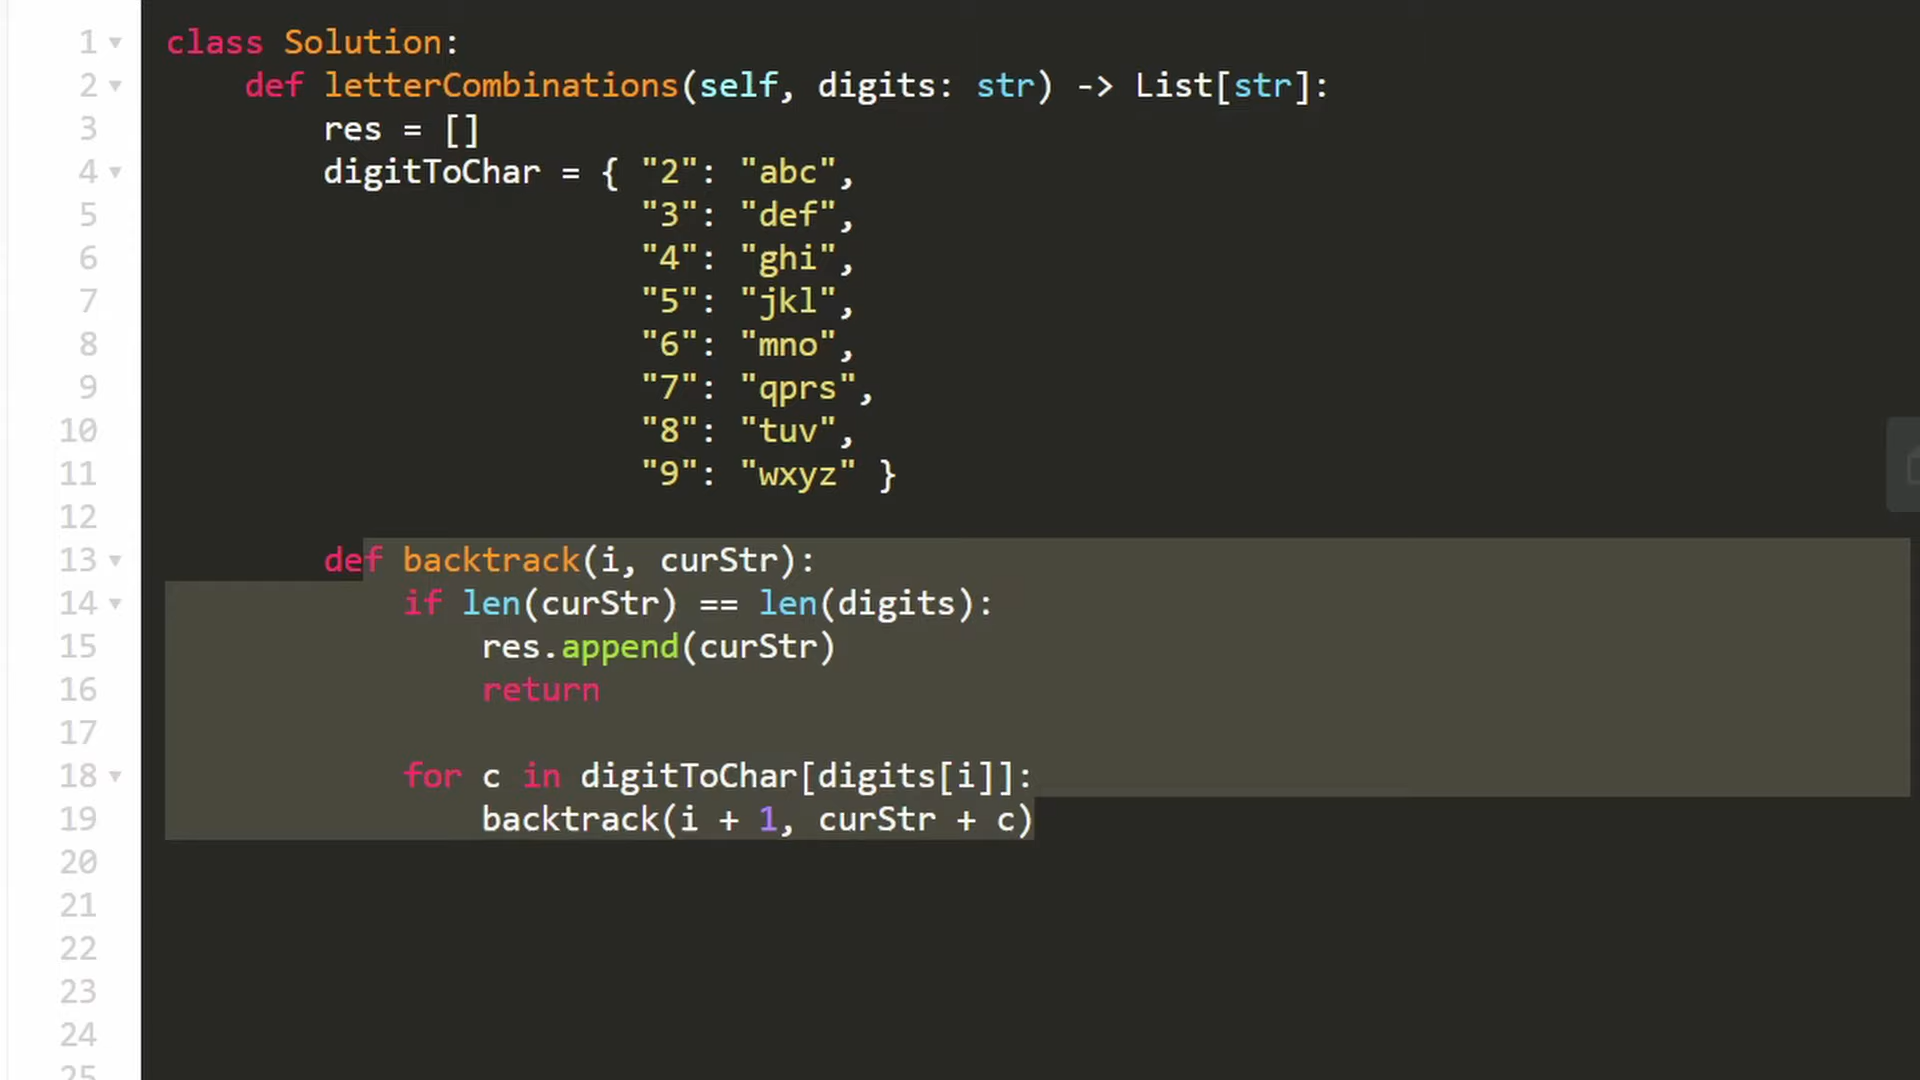 1 class Solution:
2 def letterCombinations(self, digits: str) -> List[str]:
3 res = []
4 digitToChar = { "2": "abc",
5 "3": "def",
6 "4": "ghi",
7 "5": "jkl",
8 "6": "mno",
9 "7": "qprs",
10 "8": "tuv",
11 "9": "wxyz" }
12
13 def backtrack(i, curStr):
14 if len(curStr) == len(digits):
15 res.append(curStr)
16 return
17
18 for c in digitToChar[digits[i]]:
19 backtrack(i + 1, curStr + c)
20
21
22
23
24
25